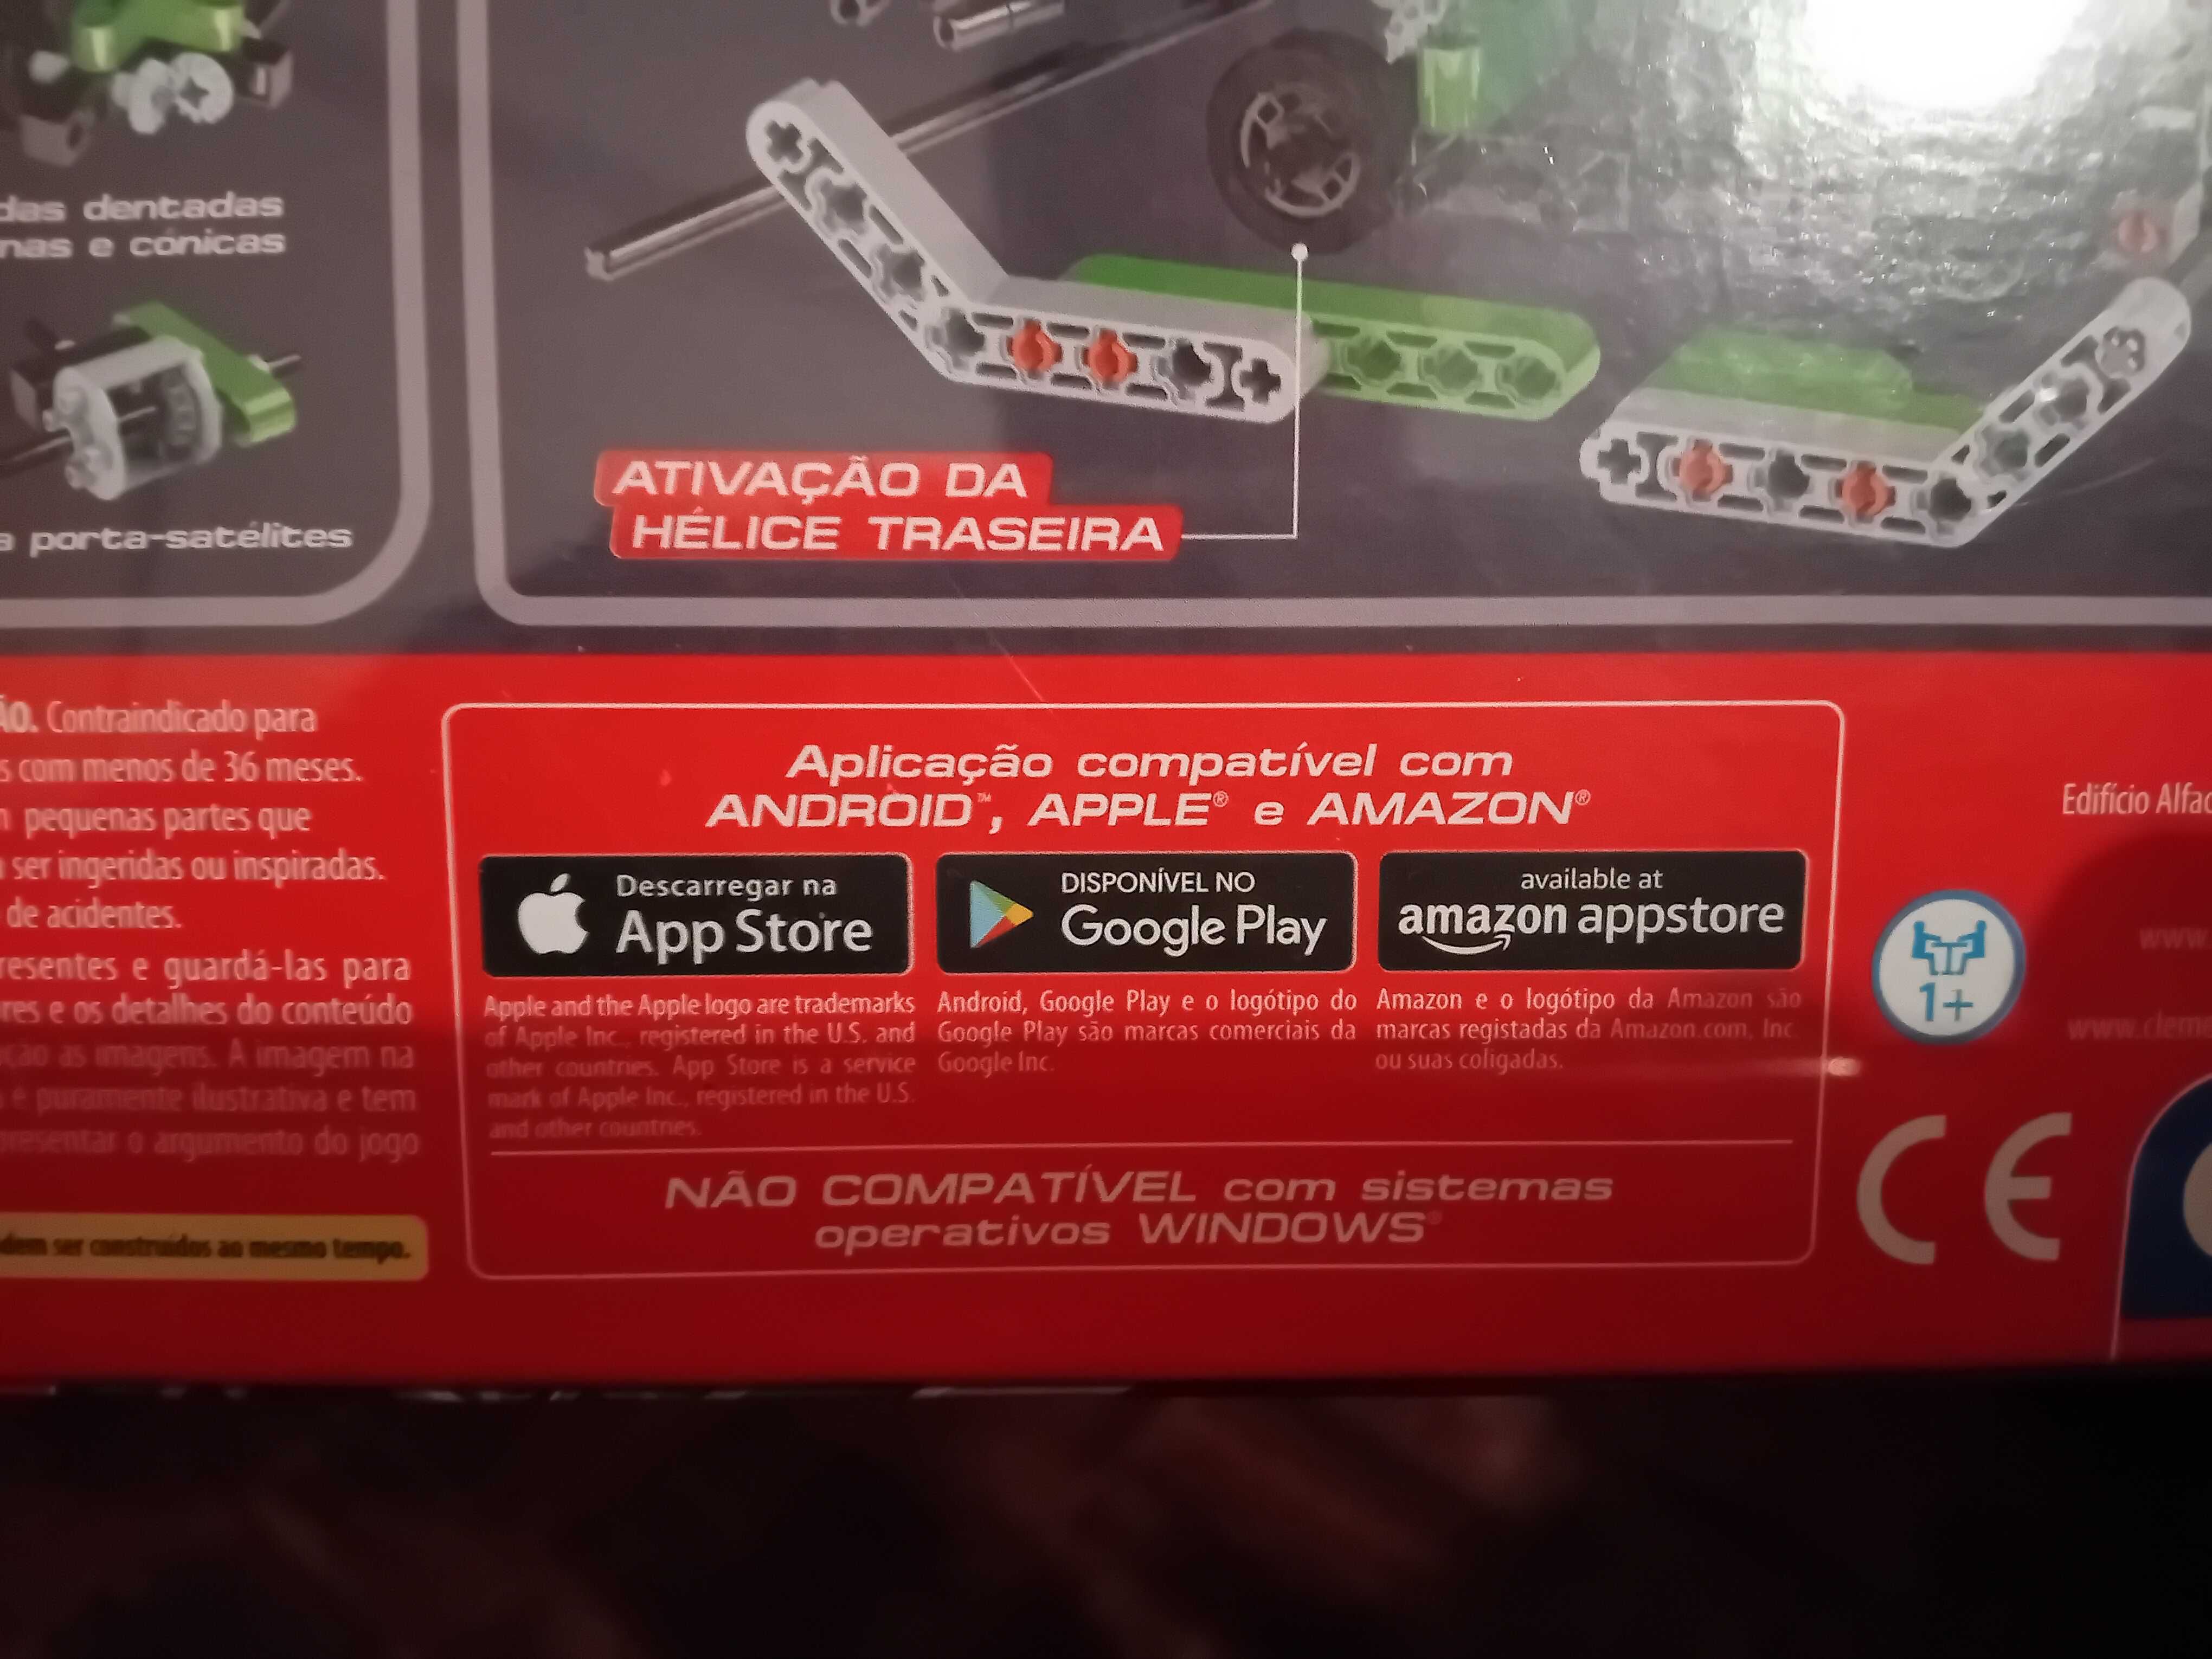 das dentadas
nas e cónicas
porta-satélites
ATIVAÇÃO DA
HÉLICE TRASEIRA
ÃO. Contraindicado para
s com menos de 36 meses.
pequenas partes que
ser ingeridas ou inspiradas.
de acidentes.
resentes e guardá-las para
res e os detalhes do conteúdo
ção as imagens. A imagem na
é puramente ilustrativa e tem
presentar o argumento do jogo
dem ser construídos ao mesmo tempo.
Aplicação compatível com
ANDROID™, APPLE® e AMAZON®
Descarregar na
App Store
DISPONÍVEL NO
Google Play
available at
amazon appstore
Apple and the Apple logo are trademarks
of Apple Inc., registered in the U.S. and
other countries. App Store is a service
mark of Apple Inc., registered in the U.S.
and other countries.
Android, Google Play e o logótipo do
Google Play são marcas comerciais da
Google Inc.
Amazon e o logótipo da Amazon são
marcas registadas da Amazon.com, Inc.
ou suas coligadas.
NÃO COMPATÍVEL com sistemas
operativos WINDOWS®
1+
Edifício Alfa
www.
www.clem
CE